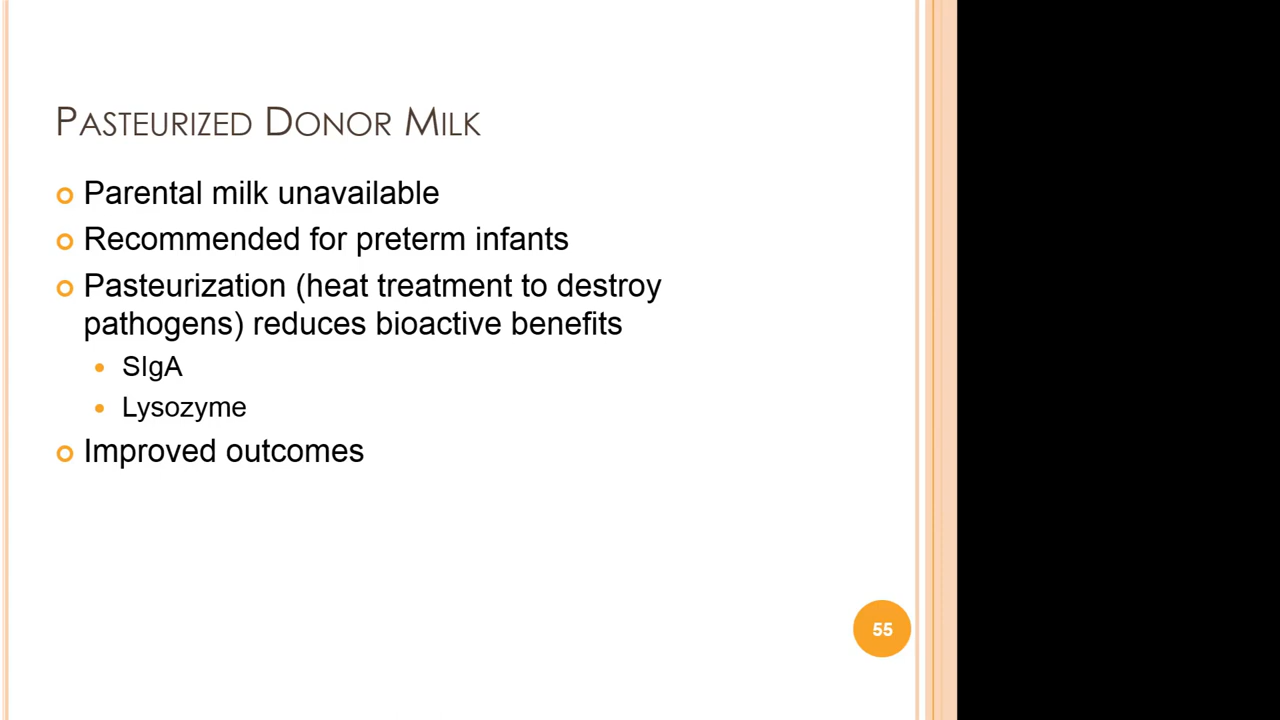 Pasteurized Donor Milk
Parental milk unavailable
Recommended for preterm infants
Pasteurization (heat treatment to destroy
pathogens) reduces bioactive benefits
SIgA
Lysozyme
Improved outcomes
55